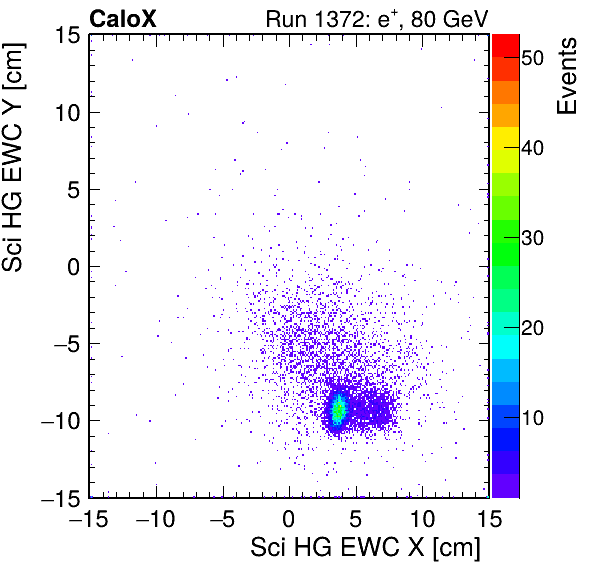 CaloX Run 1372: e+, 80 GeV
Sci HG EWC Y [cm]
15
10
5
0
−5
−10
−15
−15 −10 −5 0 5 10 15
Sci HG EWC X [cm]
Events
50
40
30
20
10